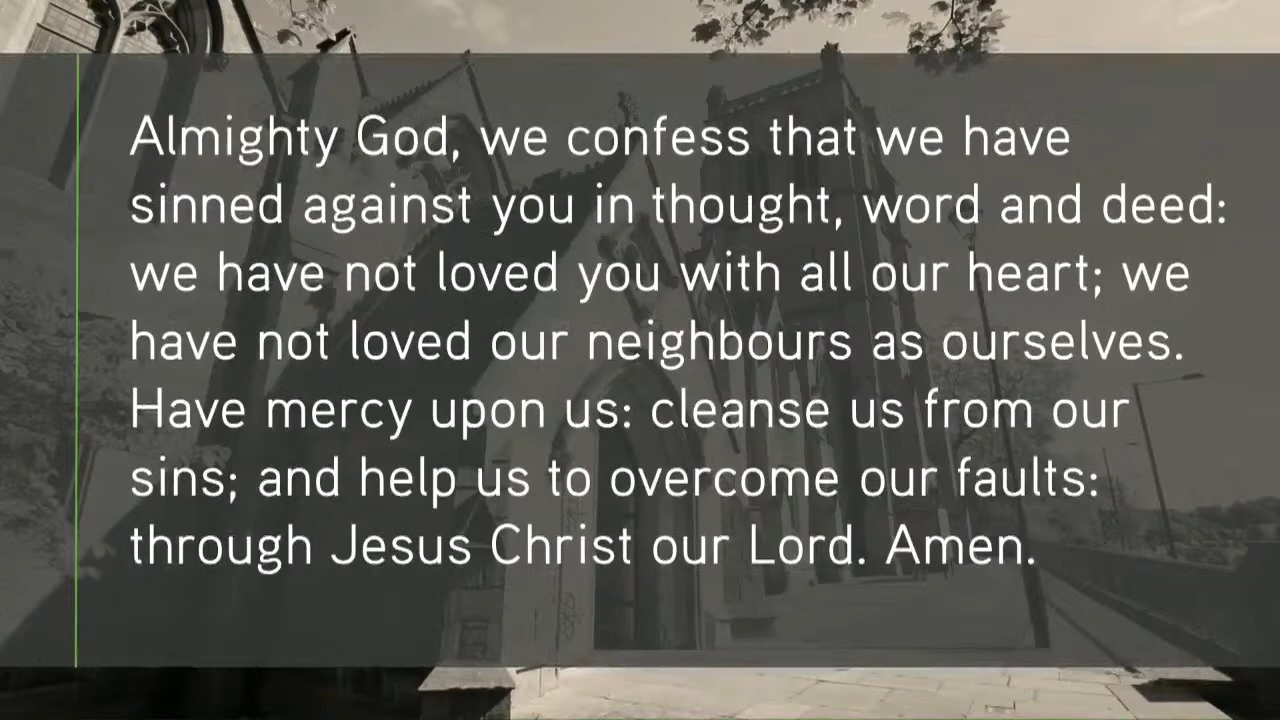 Almighty God, we confess that we have
sinned against you in thought, word and deed:
we have not loved you with all our heart; we
have not loved our neighbours as ourselves.
Have mercy upon us: cleanse us from our
sins; and help us to overcome our faults:
through Jesus Christ our Lord. Amen.